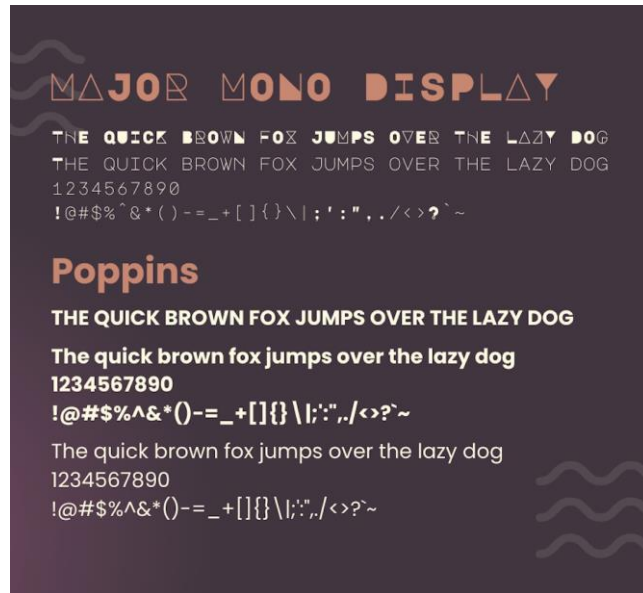 MAJOR MONO DISPLAY
THE QUICK BROWN FOX JUMPS OVER THE LAZY DOG
THE QUICK BROWN FOX JUMPS OVER THE LAZY DOG
1234567890
!@#$%^&*()-=_+[]{}\|;':",./<>?`~
Poppins
THE QUICK BROWN FOX JUMPS OVER THE LAZY DOG
The quick brown fox jumps over the lazy dog
1234567890
!@#$%^&*()-=_+[]{}\|;':",./<>?`~
The quick brown fox jumps over the lazy dog
1234567890
!@#$%^&*()-=_+[]{}\|;':",./<>?`~